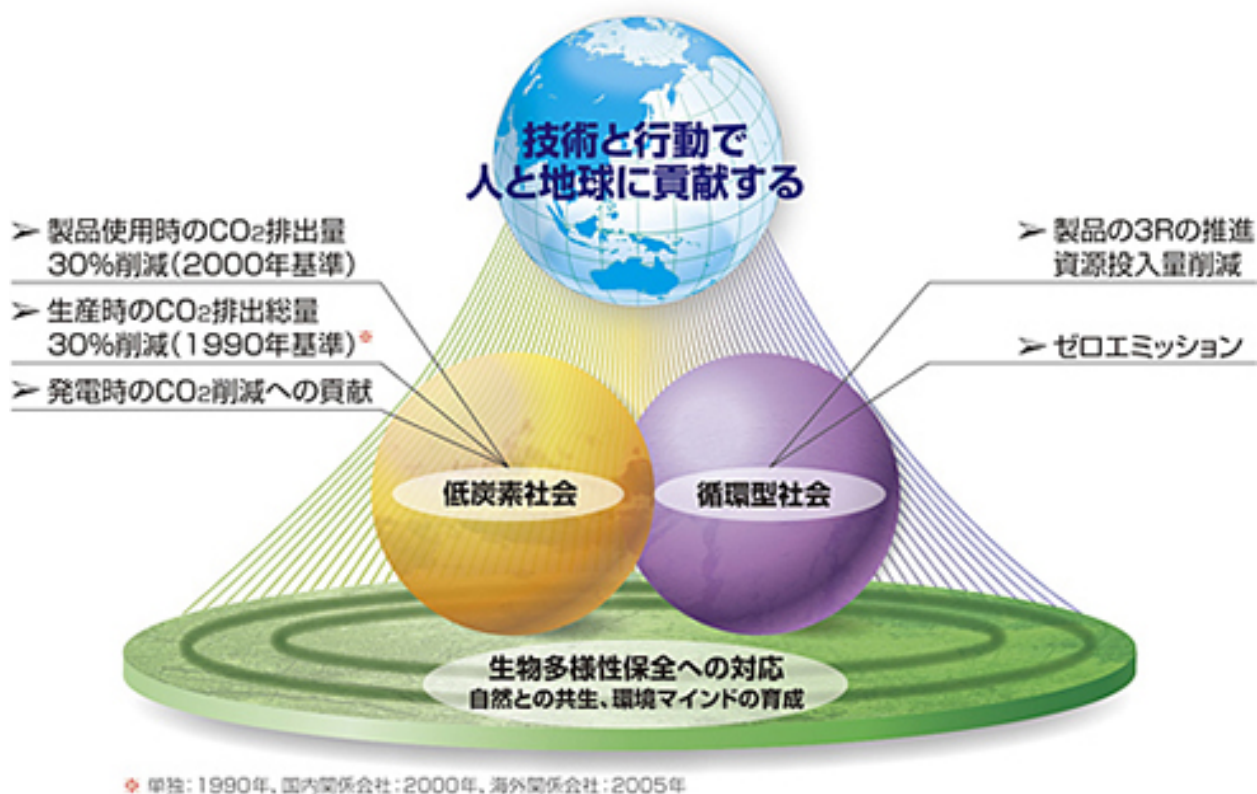 技術と行動で
人と地球に貢献する
➢ 製品使用時のCO₂排出量
30%削減(2000年基準)
➢ 生産時のCO₂排出総量
30%削減(1990年基準)※
➢ 発電時のCO₂削減への貢献
➢ 製品の3Rの推進
資源投入量削減
➢ ゼロエミッション
低炭素社会
循環型社会
生物多様性保全への対応
自然との共生、環境マインドの育成
※ 単独:1990年、国内関係会社:2000年、海外関係会社:2005年